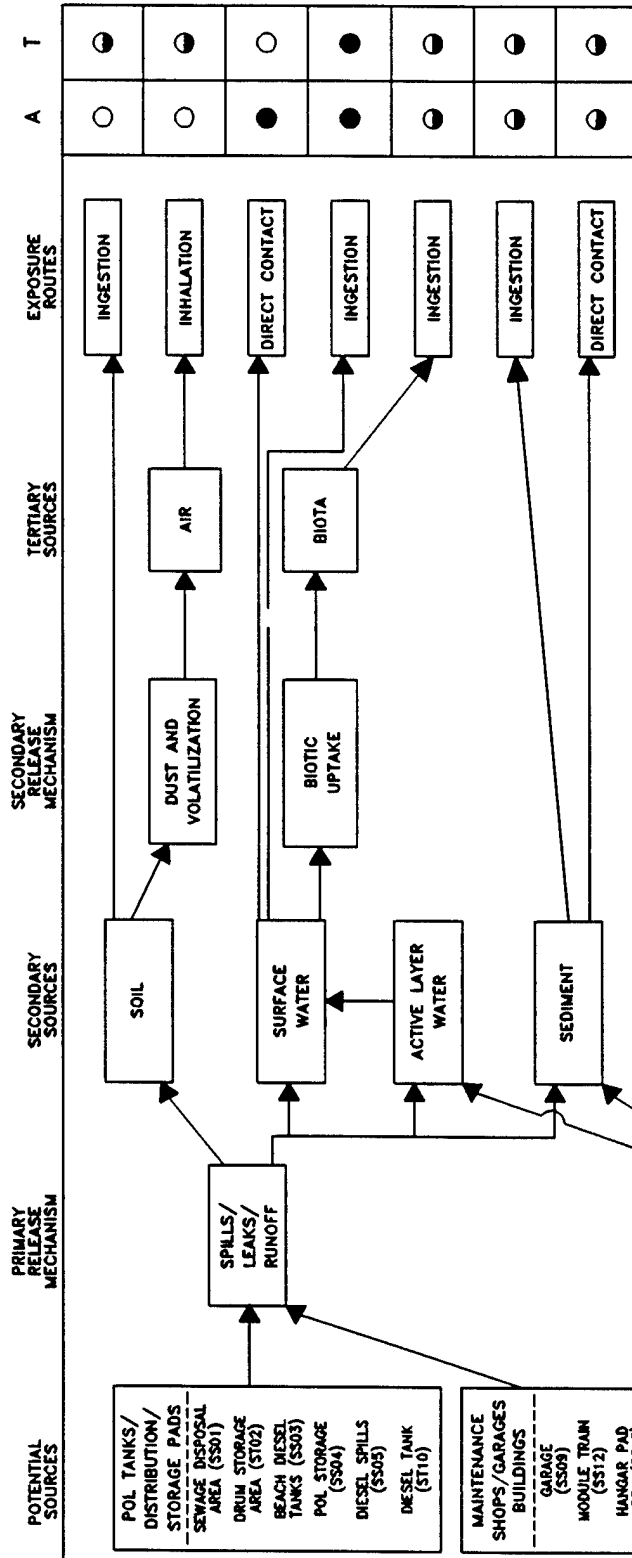 POTENTIAL
SOURCES
PRIMARY
RELEASE
MECHANISM
SECONDARY
SOURCES
SECONDARY
RELEASE
MECHANISM
TERTIARY
SOURCES
EXPOSURE
ROUTES
A
T
POL TANKS/
DISTRIBUTION/
STORAGE PADS
SEWAGE DISPOSAL
AREA (SS01)
DRUM STORAGE
AREA (ST02)
BEACH DIESEL
TANKS (SS03)
POL STORAGE
(SS04)
DIESEL SPILLS
(SS05)
DIESEL TANK
(ST10)
MAINTENANCE
SHOPS/GARAGES
BUILDINGS
GARAGE
(SS09)
MODULE TRAIN
(SS12)
HANGAR PAD
SPILLS/
LEAKS/
RUNOFF
SOIL
SURFACE
WATER
ACTIVE LAYER
WATER
SEDIMENT
DUST AND
VOLATILIZATION
BIOTIC
UPTAKE
AIR
BIOTA
INGESTION
INHALATION
DIRECT CONTACT
INGESTION
INGESTION
INGESTION
DIRECT CONTACT